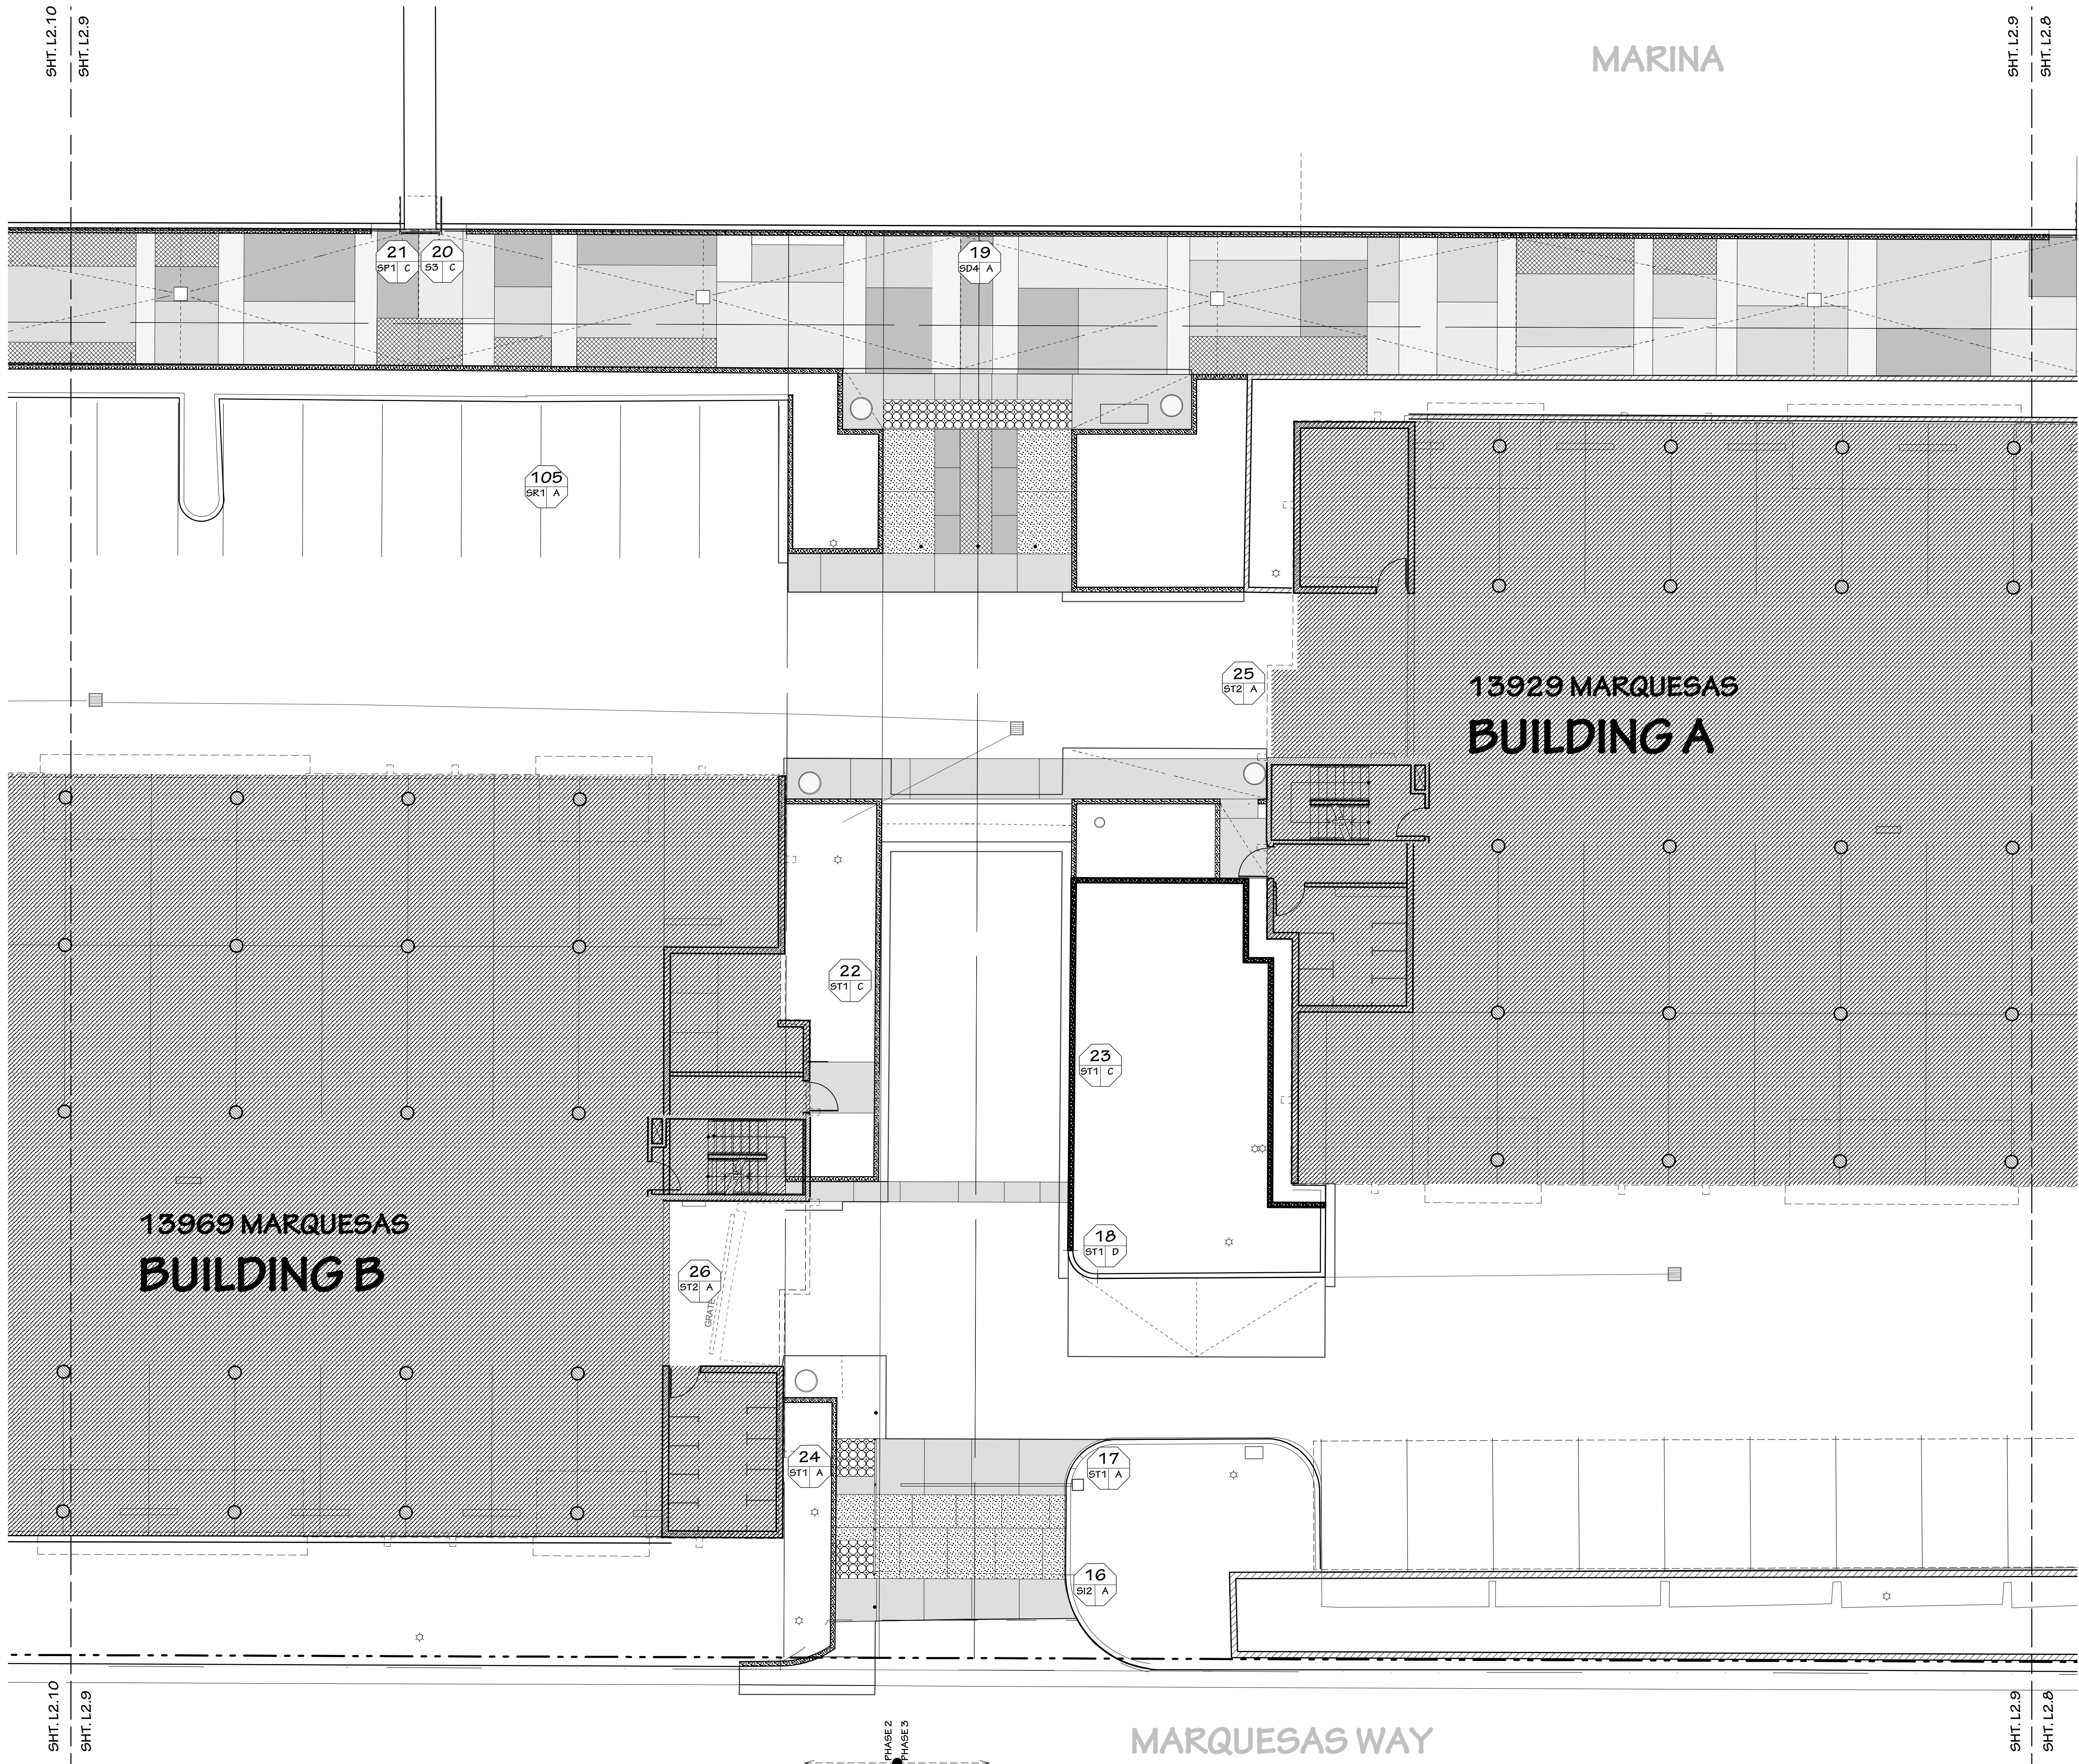 SHT. L2.10
SHT. L2.9
MARINA
SHT. L2.9
SHT. L2.8
21
SP1 C
20
S3 C
19
SD4 A
105
SR1 A
25
ST2 A
13929 MARQUESAS
BUILDING A
22
ST1 C
23
ST1 C
13969 MARQUESAS
BUILDING B
18
ST1 D
26
ST2 A
GRATE
24
ST1 A
17
ST1 A
16
SI2 A
SHT. L2.10
SHT. L2.9
PHASE 2
PHASE 3
MARQUESAS WAY
SHT. L2.9
SHT. L2.8